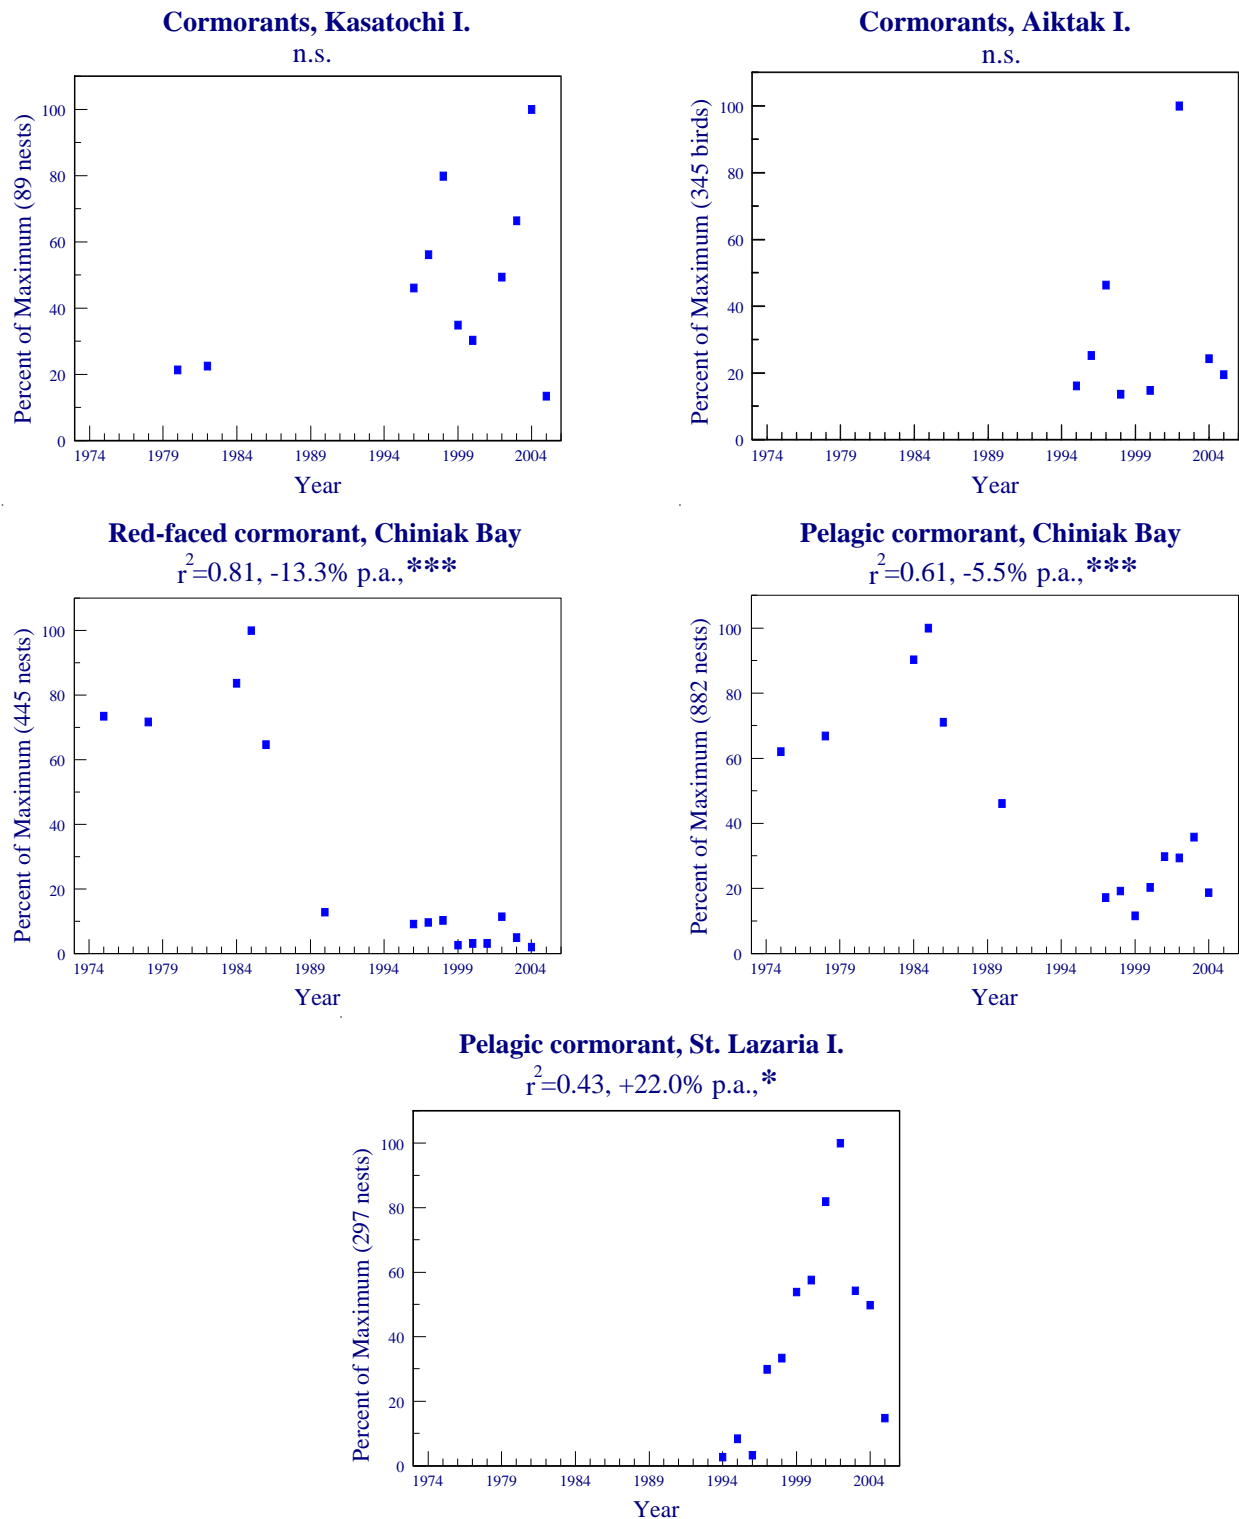 Cormorants, Kasatochi I.
n.s.
Percent of Maximum (89 nests)
100
80
60
40
20
0
1974 1979 1984 1989 1994 1999 2004
Year
Cormorants, Aiktak I.
n.s.
Percent of Maximum (345 birds)
100
80
60
40
20
0
1974 1979 1984 1989 1994 1999 2004
Year
Red-faced cormorant, Chiniak Bay
r²=0.81, -13.3% p.a.,***
Percent of Maximum (445 nests)
100
80
60
40
20
0
1974 1979 1984 1989 1994 1999 2004
Year
Pelagic cormorant, Chiniak Bay
r²=0.61, -5.5% p.a.,***
Percent of Maximum (882 nests)
100
80
60
40
20
0
1974 1979 1984 1989 1994 1999 2004
Year
Pelagic cormorant, St. Lazaria I.
r²=0.43, +22.0% p.a.,*
Percent of Maximum (297 nests)
100
80
60
40
20
0
1974 1979 1984 1989 1994 1999 2004
Year